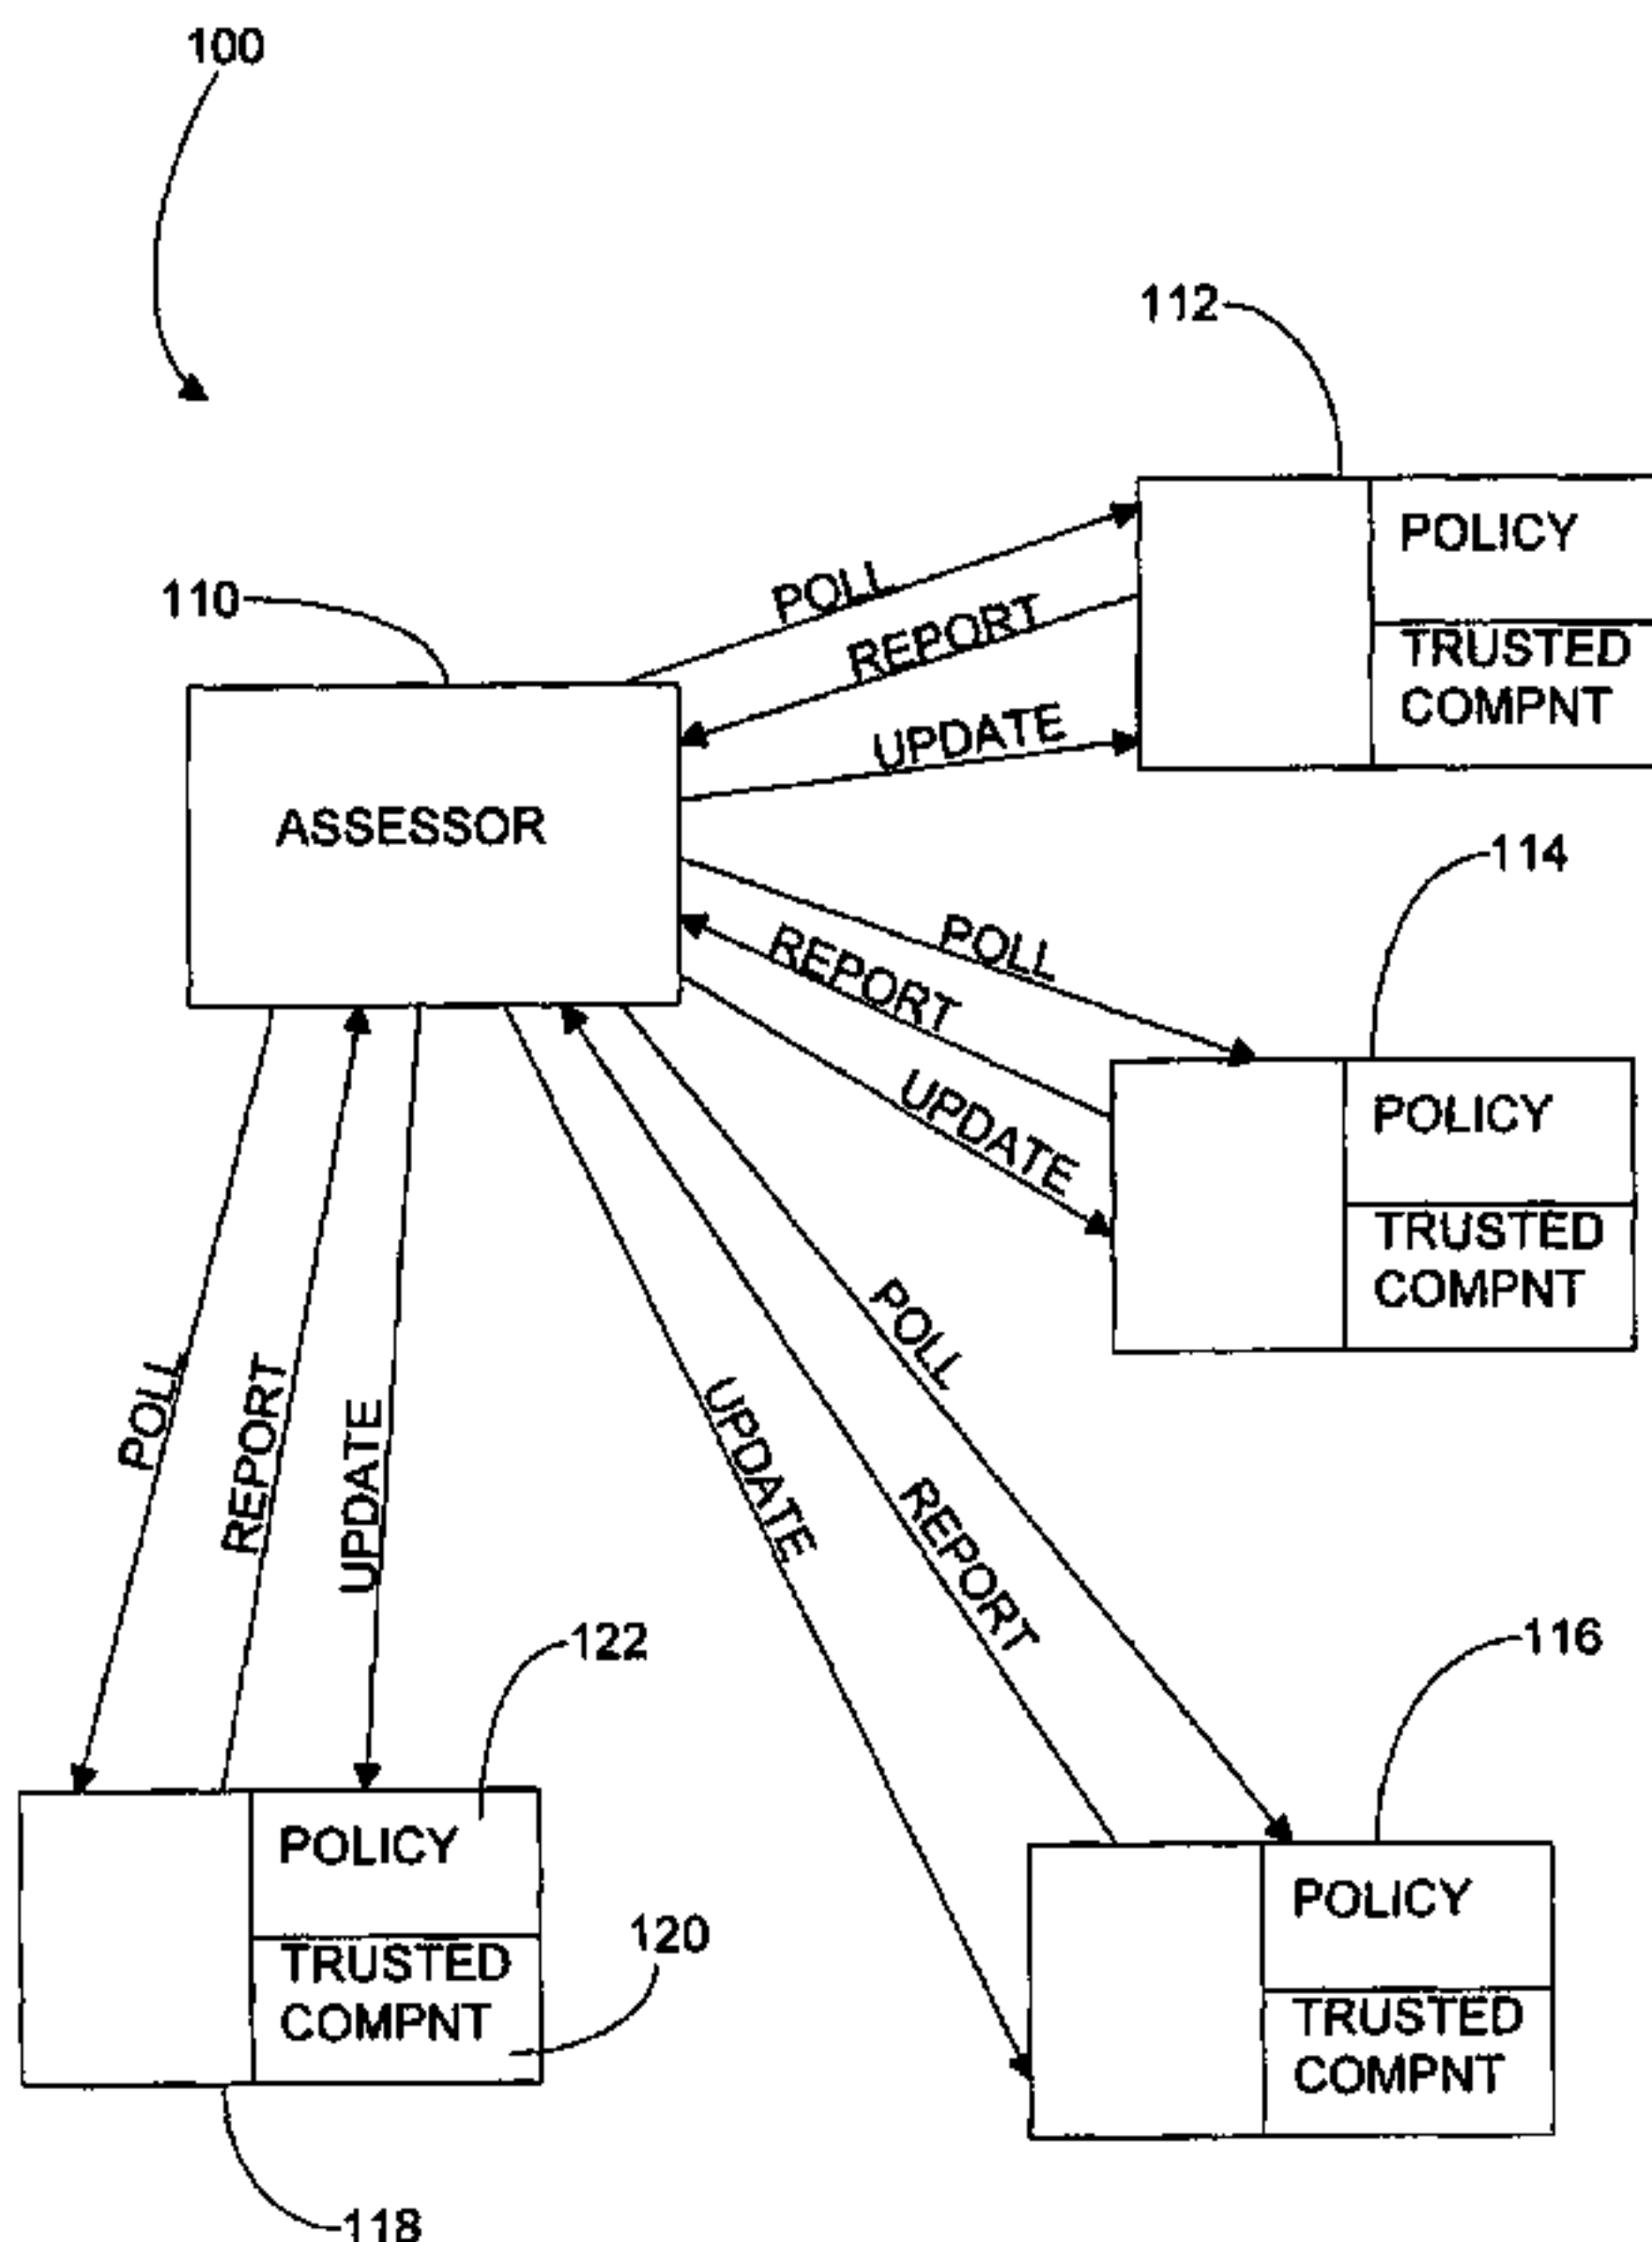 100
112
POLICY
TRUSTED
COMPNT
110
POLL
REPORT
UPDATE
ASSESSOR
114
POLL
REPORT
UPDATE
POLICY
TRUSTED
COMPNT
POLL
REPORT
UPDATE
UPDATE
REPORT
POLL
122
116
POLICY
TRUSTED
COMPNT
120
POLICY
TRUSTED
COMPNT
118